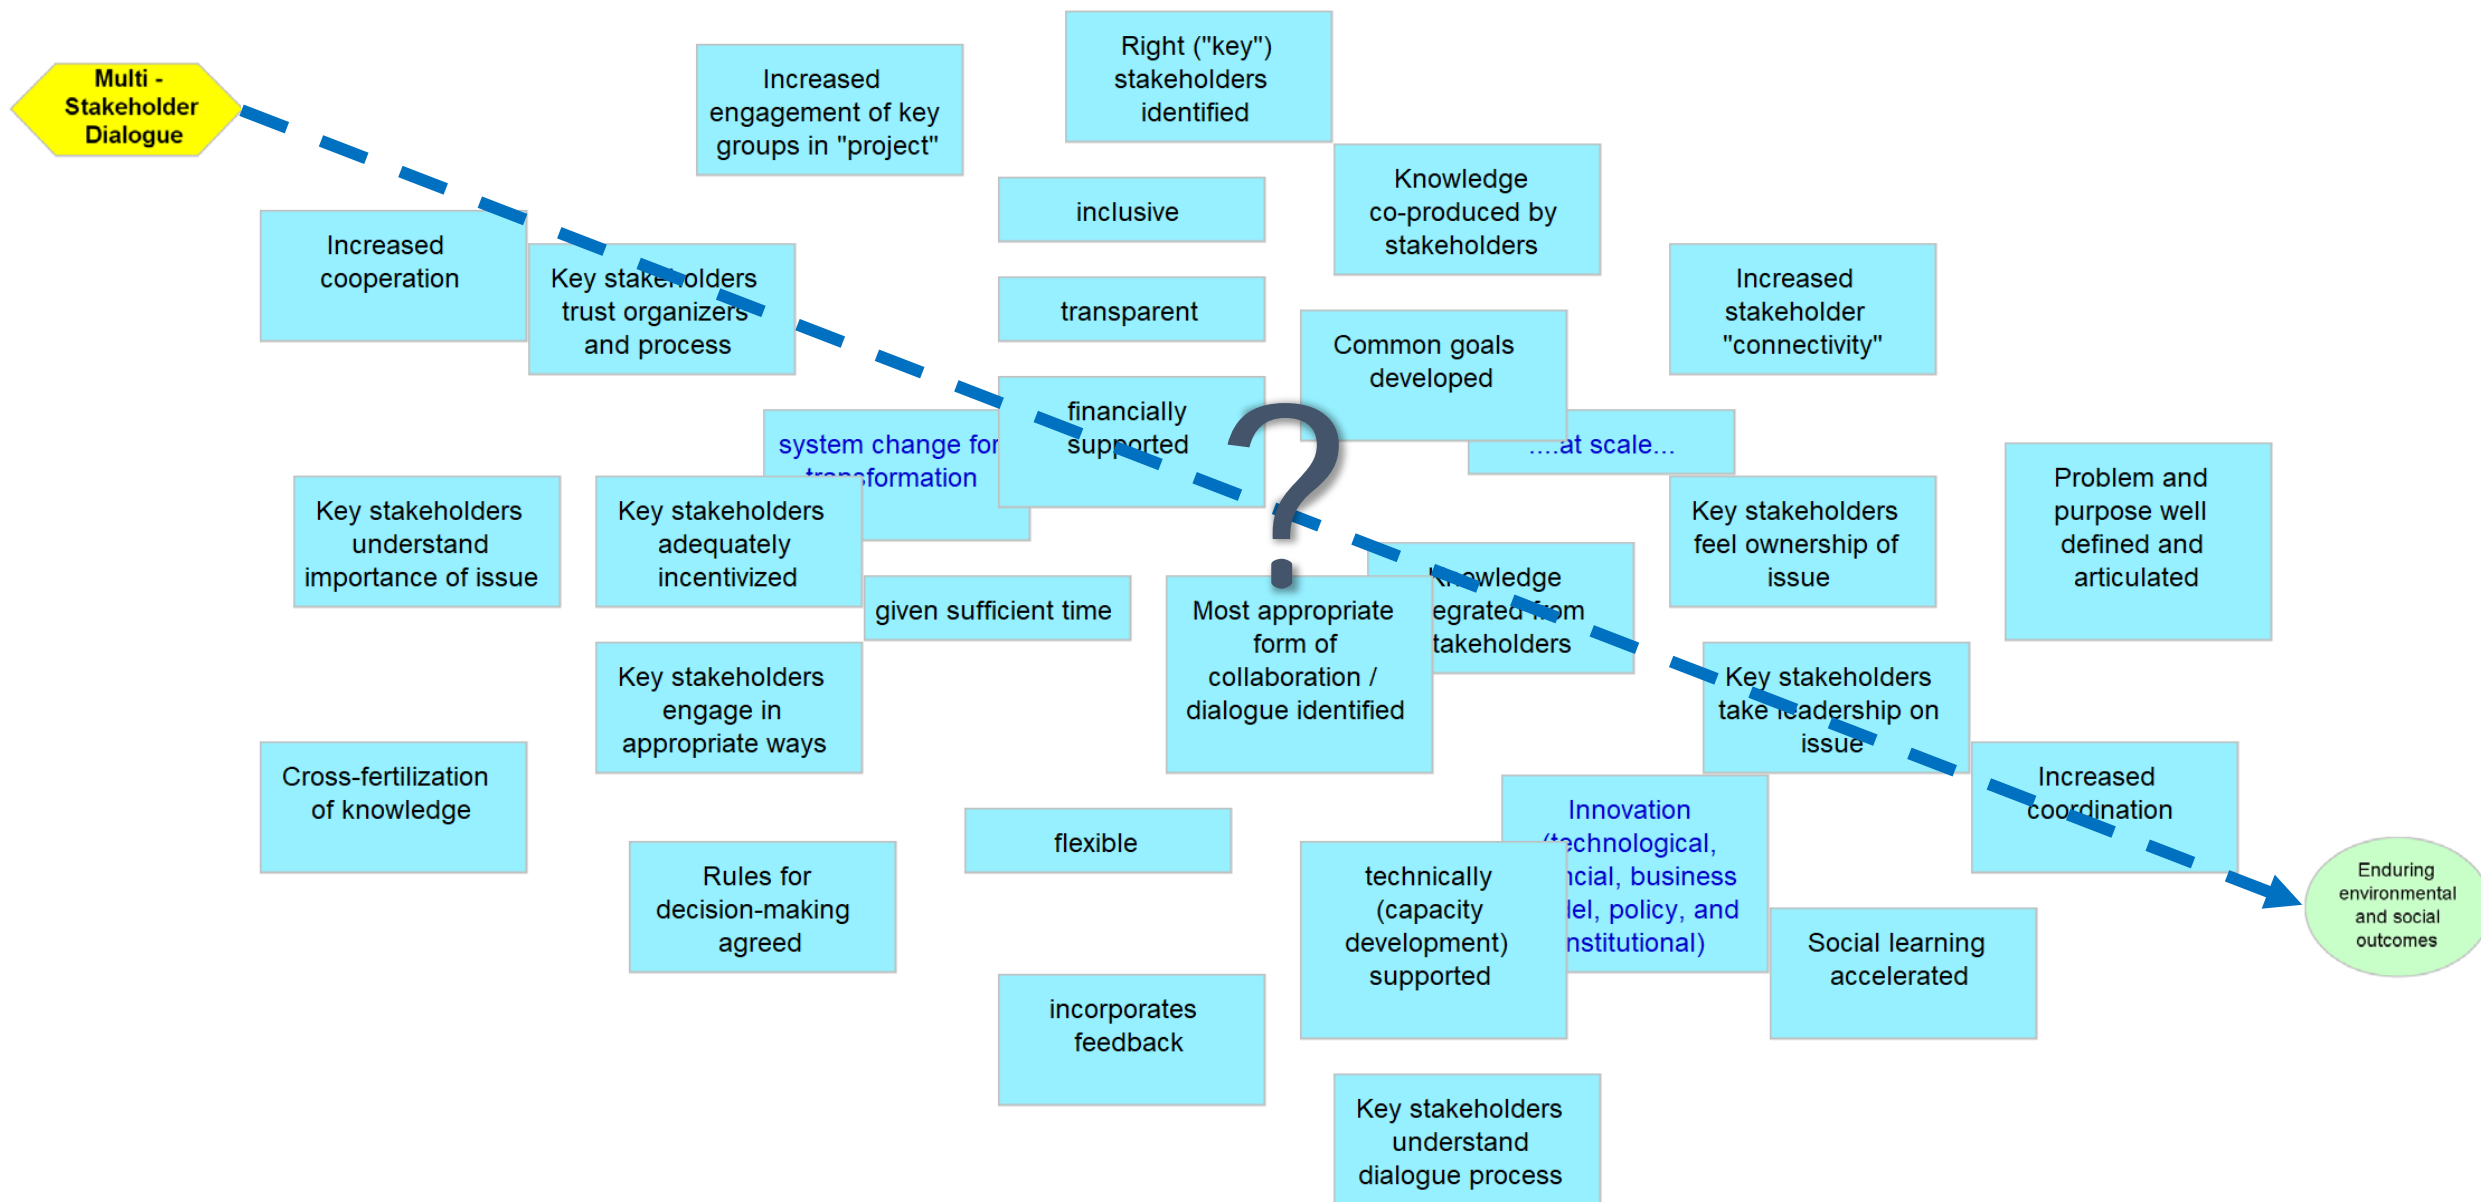 Multi -
Stakeholder
Dialogue
Increased
engagement of key
groups in "project"
Right ("key")
stakeholders
identified
inclusive
Knowledge
co-produced by
stakeholders
Increased
cooperation
Key stakeholders
trust organizers
and process
transparent
Increased
stakeholder
"connectivity"
Common goals
developed
financially
supported
system change for
transformation
....at scale...
Key stakeholders
understand
importance of issue
Key stakeholders
adequately
incentivized
?
Key stakeholders
feel ownership of
issue
Problem and
purpose well
defined and
articulated
given sufficient time
Most appropriate
form of
collaboration /
dialogue identified
Knowledge
egrated from
takeholders
Key stakeholders
engage in
appropriate ways
Key stakeholders
take leadership on
issue
Cross-fertilization
of knowledge
Increased
coordination
flexible
Innovation
(technological,
ncial, business
del, policy, and
nstitutional)
Rules for
decision-making
agreed
technically
(capacity
development)
supported
Social learning
accelerated
Enduring
environmental
and social
outcomes
incorporates
feedback
Key stakeholders
understand
dialogue process